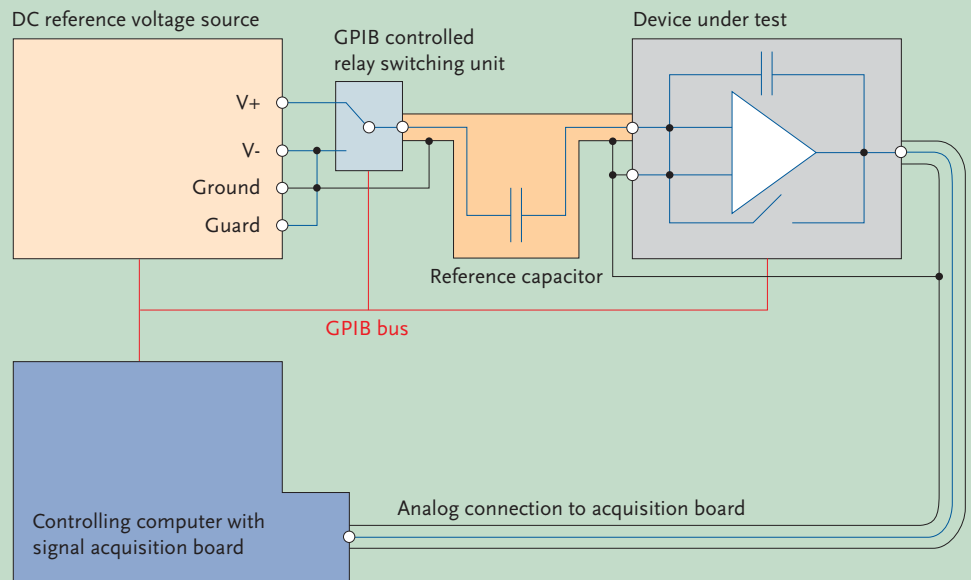 DC reference voltage source
GPIB controlled
relay switching unit
Device under test
V+
V-
Ground
Guard
Reference capacitor
GPIB bus
Analog connection to acquisition board
Controlling computer with
signal acquisition board